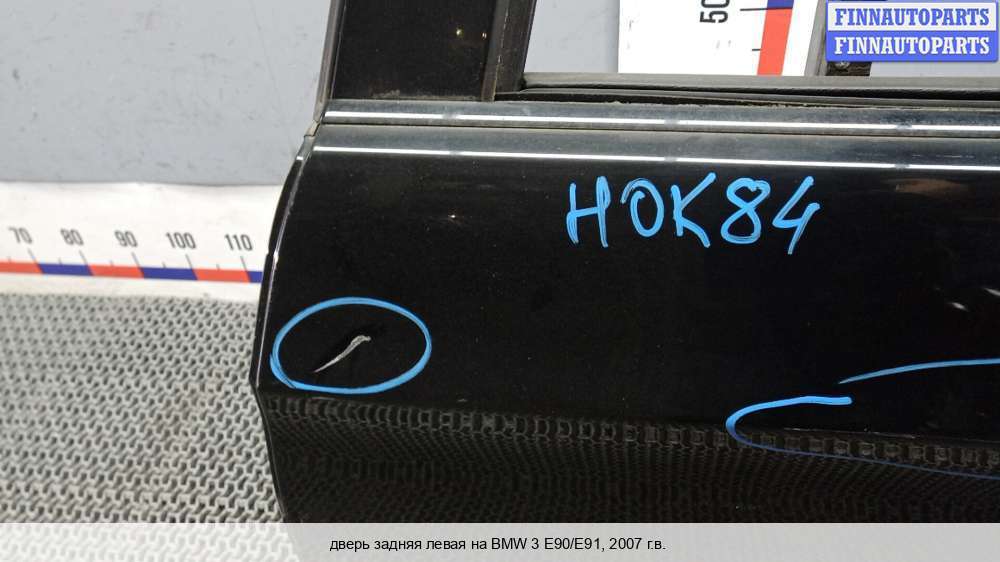 50
FINNAUTOPARTS
FINNAUTOPARTS
HOK84
70 80 90 100 110
дверь задняя левая на BMW 3 E90/E91, 2007 г.в.